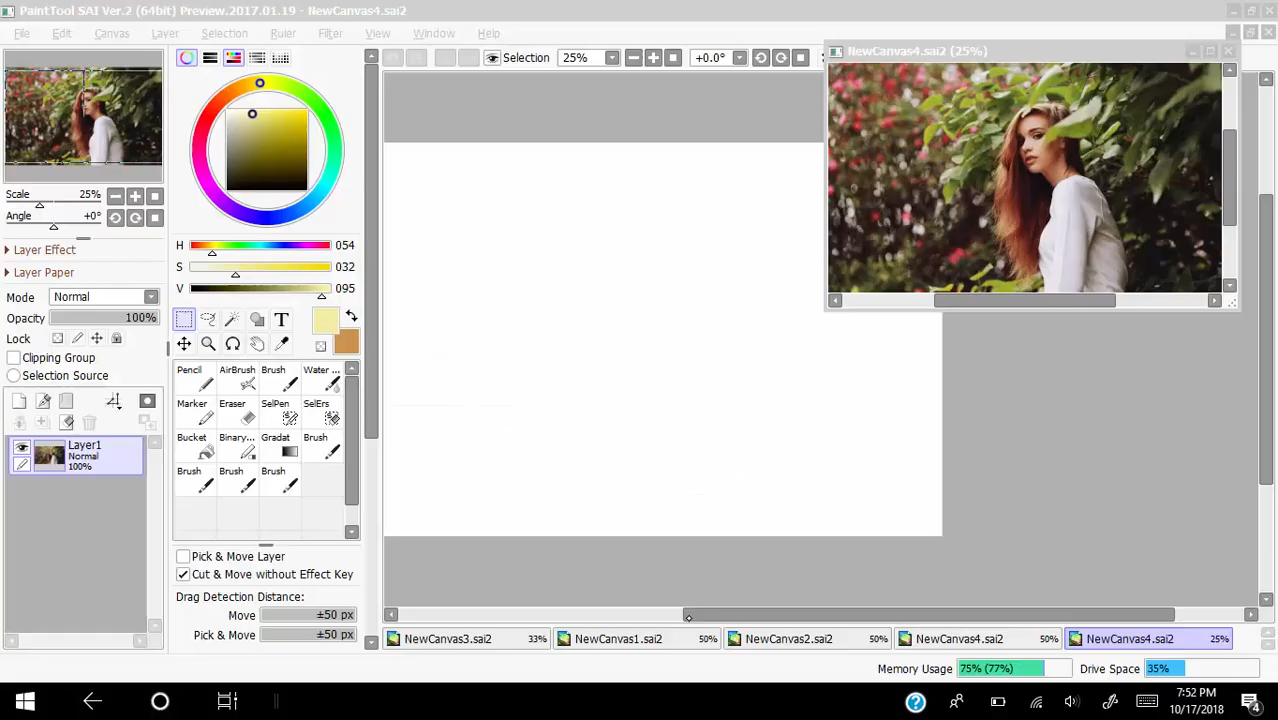 PaintTool SAI Ver.2 (64bit) Preview.2017.01.19 - NewCanvas4.sai2
File Edit Canvas Layer Selection Ruler Filter View Window Help
Selection 25% +0.0°
NewCanvas4.sai2 (25%)
Scale 25%
Angle +0°
Layer Effect
Layer Paper
Mode Normal
Opacity 100%
Lock
Clipping Group
Selection Source
Layer1
Normal
100%
H 054
S 032
V 095
T
Pencil AirBrush Brush Water ...
Marker Eraser SelPen SelErs
Bucket Binary... Gradat Brush
Brush Brush Brush
Pick & Move Layer
Cut & Move without Effect Key
Drag Detection Distance:
Move ±50 px
Pick & Move ±50 px
NewCanvas3.sai2 33% NewCanvas1.sai2 50% NewCanvas2.sai2 50% NewCanvas4.sai2 50% NewCanvas4.sai2 25%
Memory Usage 75% (77%) Drive Space 35%
7:52 PM
10/17/2018
4